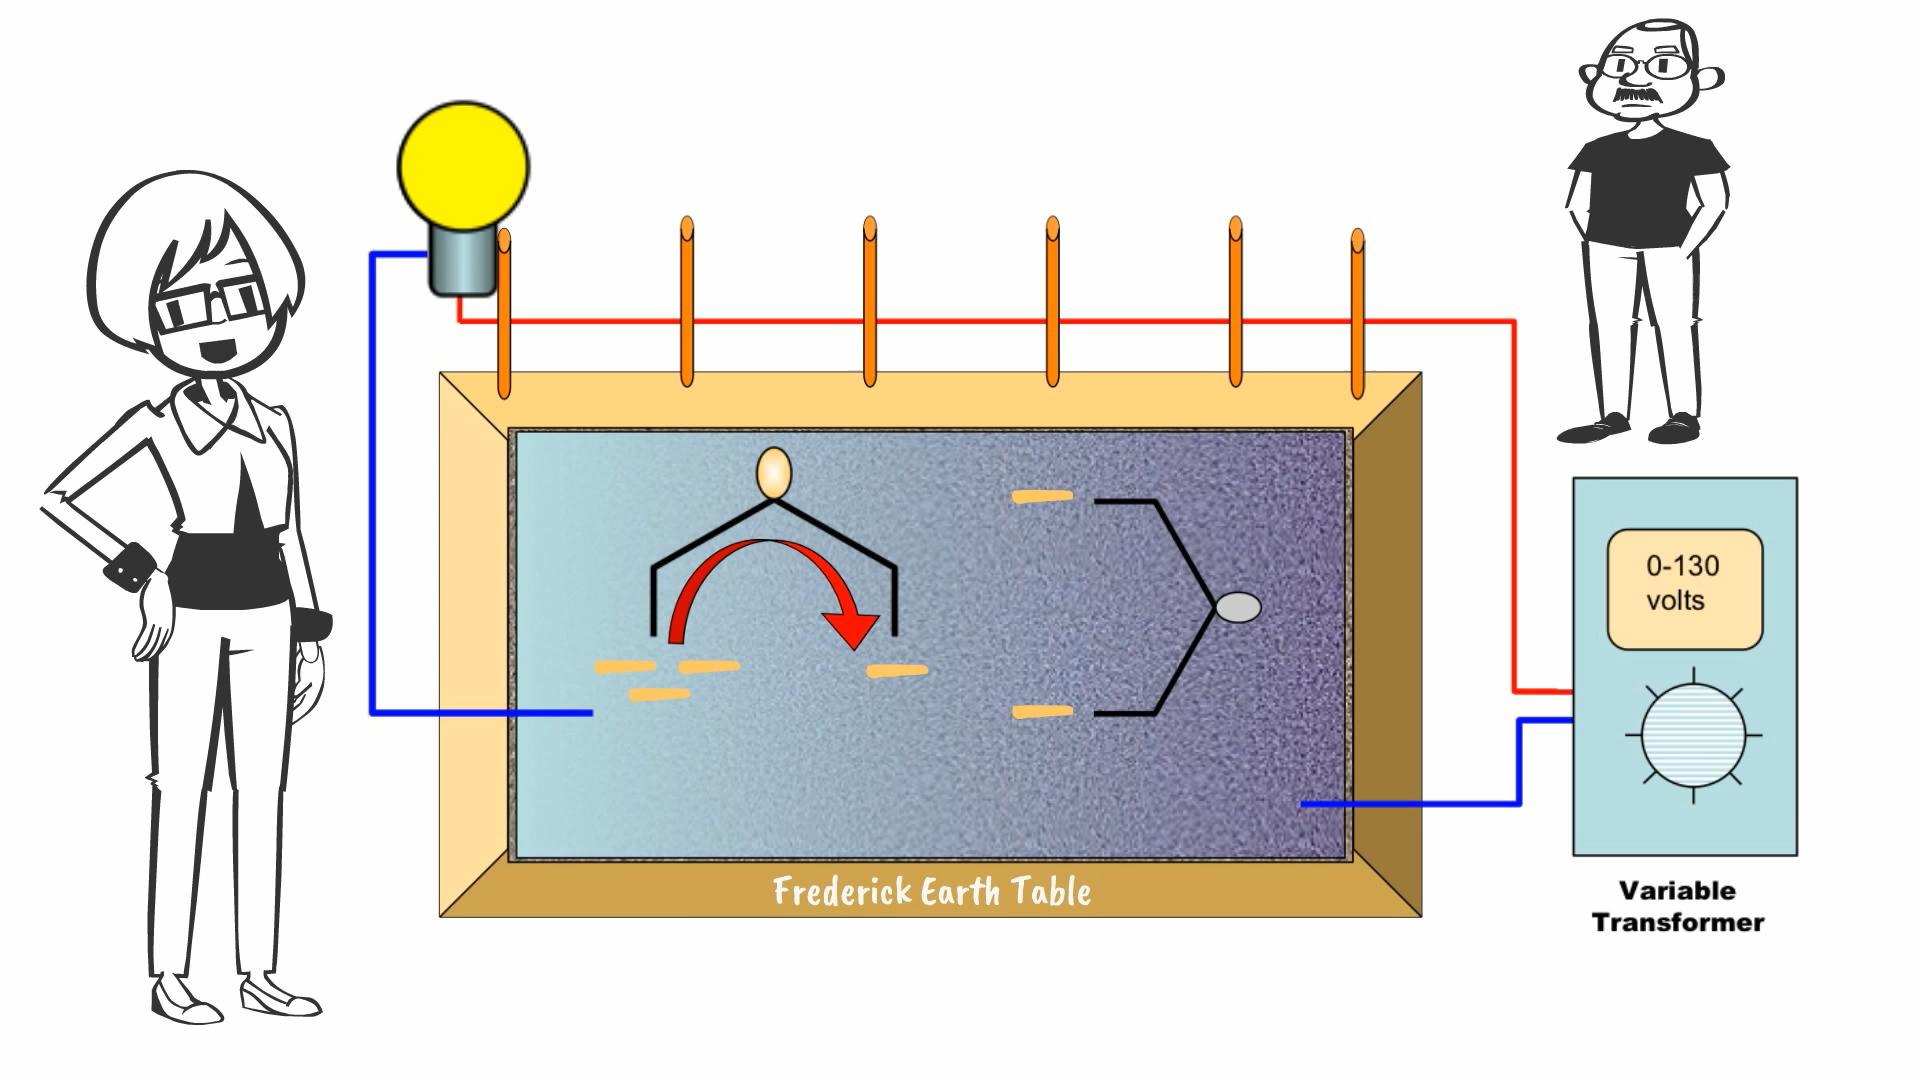 0-130
volts
Frederick Earth Table
Variable
Transformer